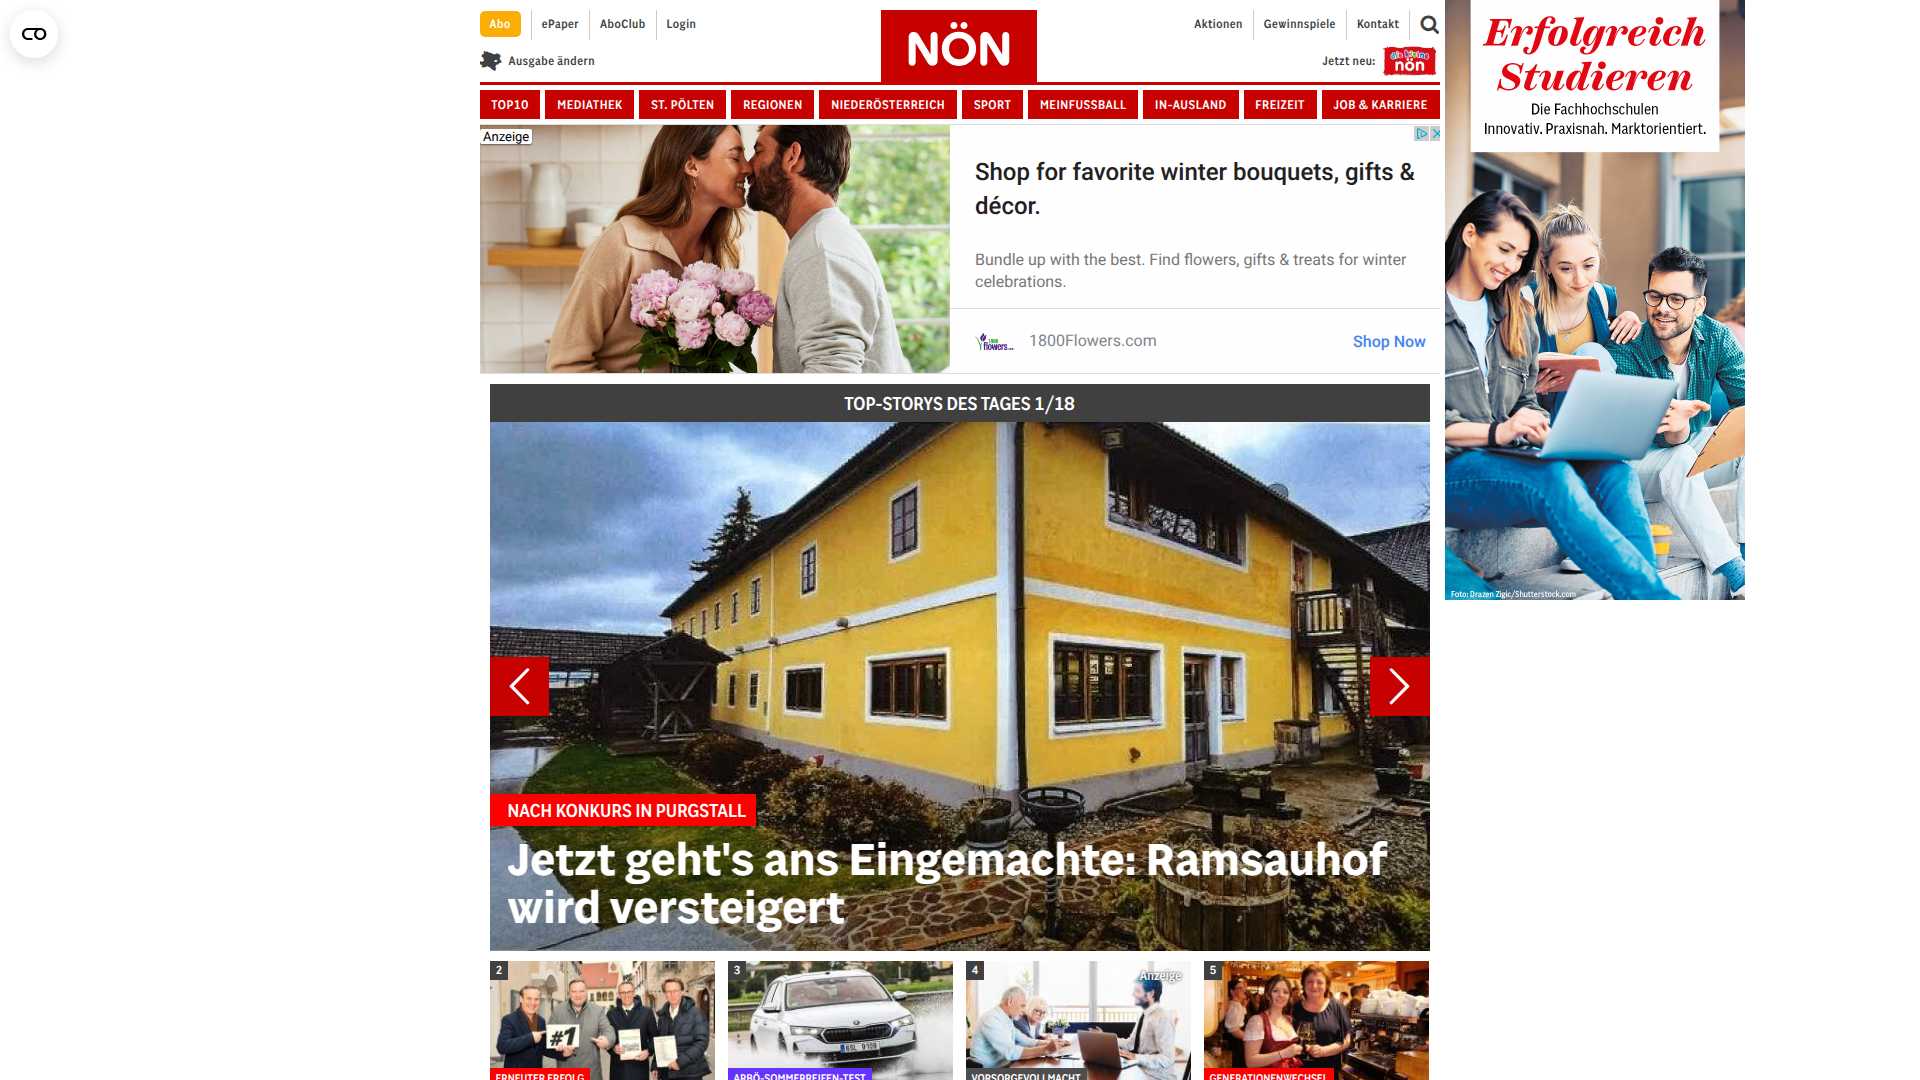 Abo
ePaper
AboClub
Login
NÖN
Aktionen
Gewinnspiele
Kontakt
Ausgabe ändern
Jetzt neu:
die kleine
nön
TOP10
MEDIATHEK
ST. PÖLTEN
REGIONEN
NIEDERÖSTERREICH
SPORT
MEINFUSSBALL
IN-AUSLAND
FREIZEIT
JOB & KARRIERE
Anzeige
Shop for favorite winter bouquets, gifts &
décor.
Bundle up with the best. Find flowers, gifts & treats for winter
celebrations.
1800Flowers.com
Shop Now
Erfolgreich
Studieren
Die Fachhochschulen
Innovativ. Praxisnah. Marktorientiert.
Foto: Drazen Zigic/Shutterstock.com
TOP-STORYS DES TAGES 1/18
NACH KONKURS IN PURGSTALL
Jetzt geht's ans Eingemachte: Ramsauhof
wird versteigert
2
#1
ERNEUTER ERFOLG
3
ARBÖ-SOMMERREIFEN-TEST
4
Anzeige
VORSORGEVOLLMACHT
5
GENERATIONENWECHSEL